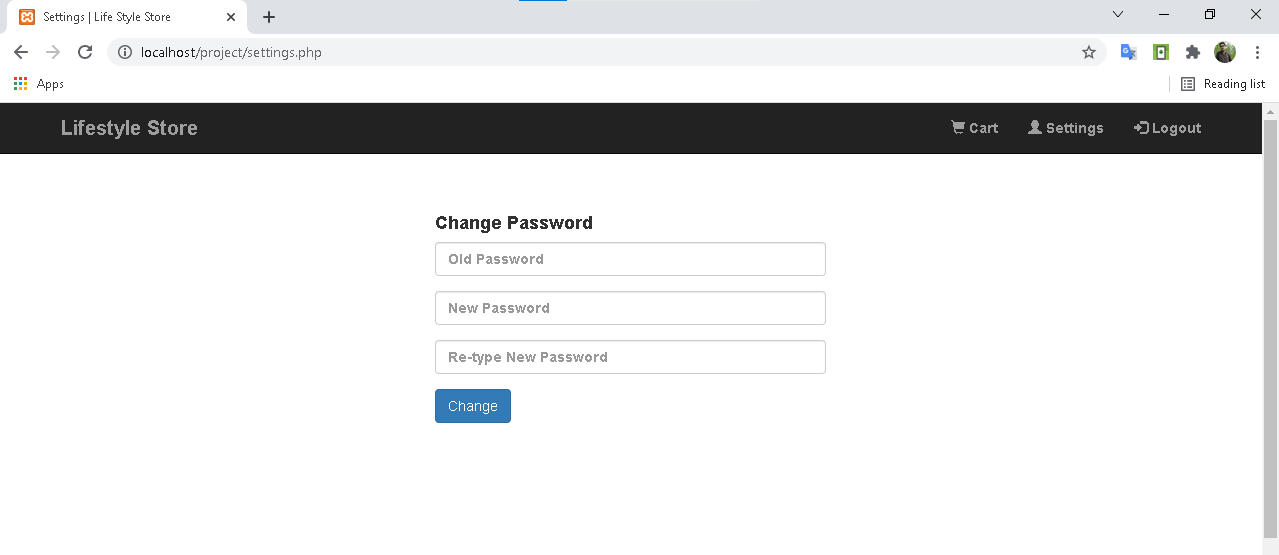 Settings | Life Style Store
localhost/project/settings.php
Apps
Reading list
Lifestyle Store
Cart
Settings
Logout
Change Password
Old Password
New Password
Re-type New Password
Change